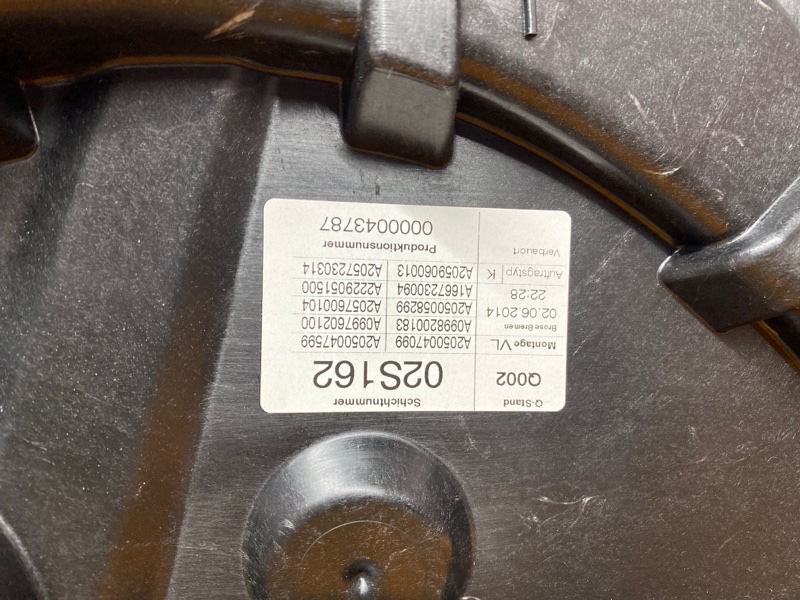 Q-Stand Schichtnummer
Q002 02S162
Montage VL A2050047099 A2050047599
Brose Bremen A0998200183 A0997602100
02.06.2014 A2050058299 A2057600104
22:28 A1667230094 A2229051500
Auftragstyp K A2059060013 A2057230314
Verbauort Produktionsnummer
0000043787